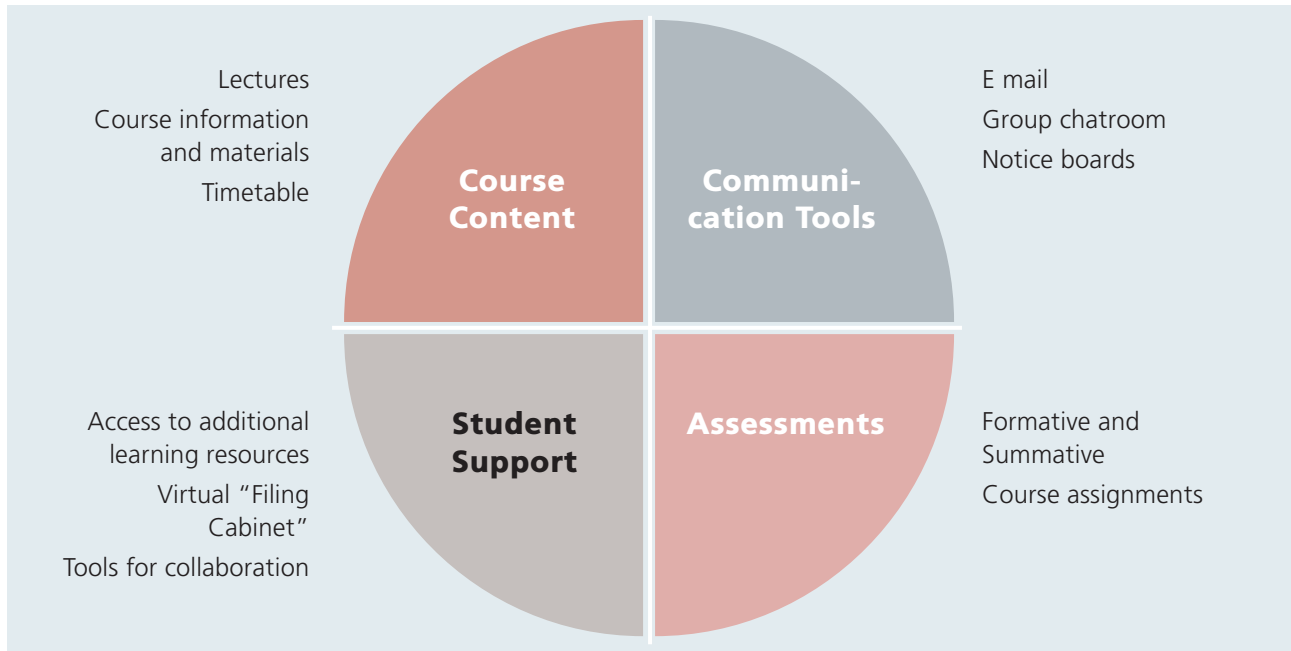 Lectures
Course information
and materials
Timetable
Course
Content
Communi-
cation Tools
E mail
Group chatroom
Notice boards
Access to additional
learning resources
Virtual “Filing
Cabinet”
Tools for collaboration
Student
Support
Assessments
Formative and
Summative
Course assignments